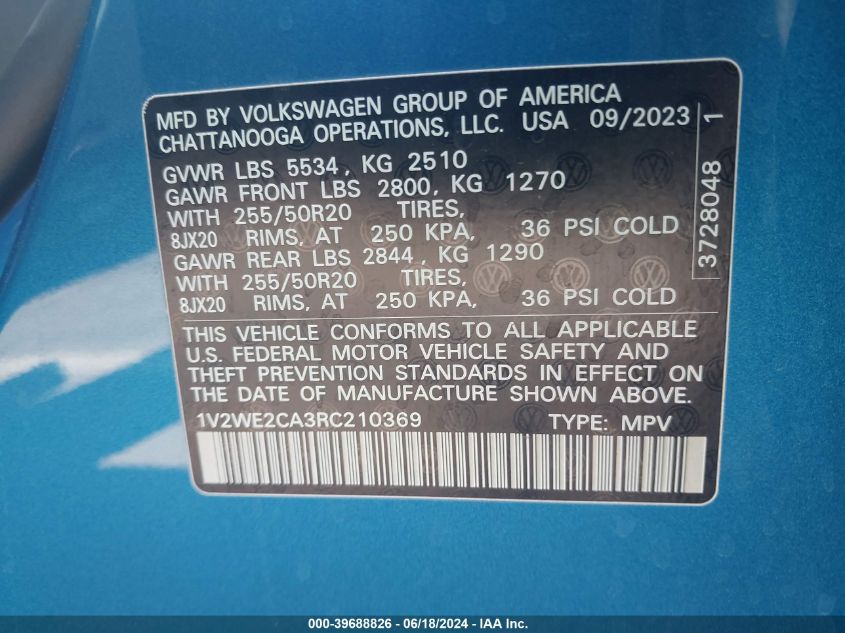 MFD BY VOLKSWAGEN GROUP OF AMERICA
CHATTANOOGA OPERATIONS, LLC. USA 09/2023
GVWR LBS 5534, KG 2510
GAWR FRONT LBS 2800, KG 1270
WITH 255/50R20 TIRES,
8JX20 RIMS, AT 250 KPA, 36 PSI COLD
GAWR REAR LBS 2844, KG 1290
WITH 255/50R20 TIRES,
8JX20 RIMS, AT 250 KPA, 36 PSI COLD
THIS VEHICLE CONFORMS TO ALL APPLICABLE
U.S. FEDERAL MOTOR VEHICLE SAFETY AND
THEFT PREVENTION STANDARDS IN EFFECT ON
THE DATE OF MANUFACTURE SHOWN ABOVE.
1V2WE2CA3RC210369 TYPE: MPV
3728048 1
000-39688826 - 06/18/2024 - IAA Inc.